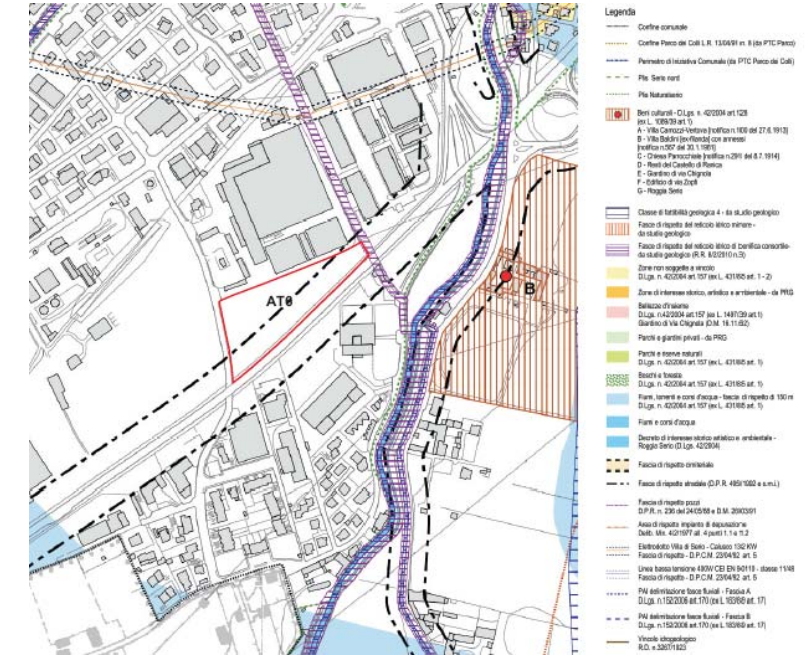 AT8
B
Legenda
Confine comunale
Confine Parco dei Colli L.R. 13/04/91 nr. 8 (da PTC Parco)
Perimetro di Iniziativa Comunale (da PTC Parco dei Colli)
Plis Serio nord
Plis Naturalserio
Beni culturali - D.Lgs. n. 42/2004 art.128
(ex L. 1089/39 art.1)
A - Villa Camozzi-Vertova [notifica n.1100 del 27.6.1913]
B - Villa Baldini [ex-filanda] con annessi
[notifica n.567 del 30.1.1981]
C - Chiesa Parrocchiale [notifica n.2911 del 8.7.1914]
D - Resti del Castello di Ranica
E - Giardino di via Chignola
F - Edificio di via Zopfi
G - Roggia Serio
Classe di fattibilità geologica 4 - da studio geologico
Fasce di rispetto del reticolo idrico minore -
da studio geologico
Fasce di rispetto del reticolo idrico di bonifica consortile-
da studio geologico (R.R. 8/2/2010 n.3)
Zone non soggette a vincolo
D.Lgs. n. 42/2004 art.157 (ex L. 431/85 art. 1 - 2)
Zone di interesse storico, artistico e ambientale - da PRG
Bellezze d'insieme
D.Lgs. n.42/2004 art.157 (ex L. 1497/39 art.1)
Giardino di Via Chignola (D.M. 16.11.62)
Parchi e giardini privati - da PRG
Parchi e riserve naturali
D.Lgs. n. 42/2004 art.157 (ex L. 431/85 art. 1)
Boschi e foreste
D.Lgs. n. 42/2004 art.157 (ex L. 431/85 art. 1)
Fiumi, torrenti e corsi d'acqua - fascia di rispetto di 150 m
D.Lgs. n. 42/2004 art.157 (ex L. 431/85 art. 1)
Fiumi e corsi d'acqua
Decreto di interesse storico artistico e ambientale -
Roggia Serio (D.Lgs. 42/2004)
Fascia di rispetto cimiteriale
Fasce di rispetto stradale (D.P.R. 495/1992 e s.m.i.)
Fascia di rispetto pozzi
D.P.R. n. 236 del 24/05/88 e D.M. 26/03/91
Area di rispetto impianto di depurazione
Delib. Min. 4/2/1977 all. 4 punti 1.1 e 1.2
Elettrodotto Villa di Serio - Calusco 132 KW
Fascia di rispetto - D.P.C.M. 23/04/92 art. 5
Linea bassa tensione 400W CEI EN 50110 - classe 11/48
Fascia di rispetto - D.P.C.M. 23/04/92 art. 5
PAI delimitazione fasce fluviali - Fascia A
D.Lgs. n.152/2006 art.170 (ex L.183/89 art. 17)
PAI delimitazione fasce fluviali - Fascia B
D.Lgs. n.152/2006 art.170 (ex L.183/89 art. 17)
Vincolo idrogeologico
R.D. n.3267/1923